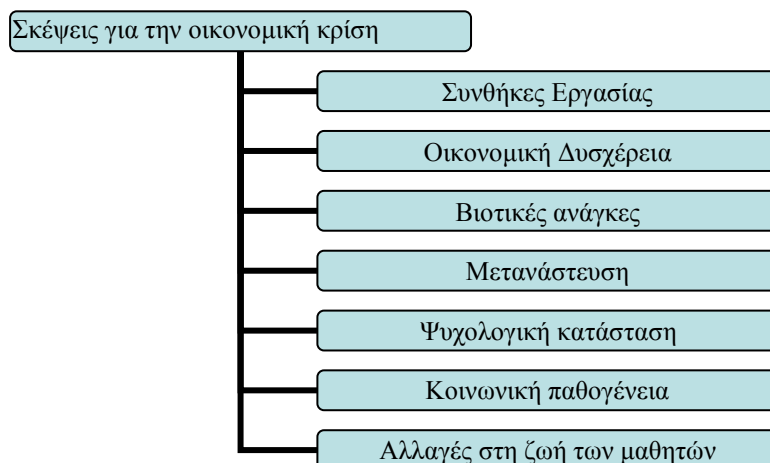 Σκέψεις για την οικονομική κρίση
Συνθήκες Εργασίας
Οικονομική Δυσχέρεια
Βιοτικές ανάγκες
Μετανάστευση
Ψυχολογική κατάσταση
Κοινωνική παθογένεια
Αλλαγές στη ζωή των μαθητών